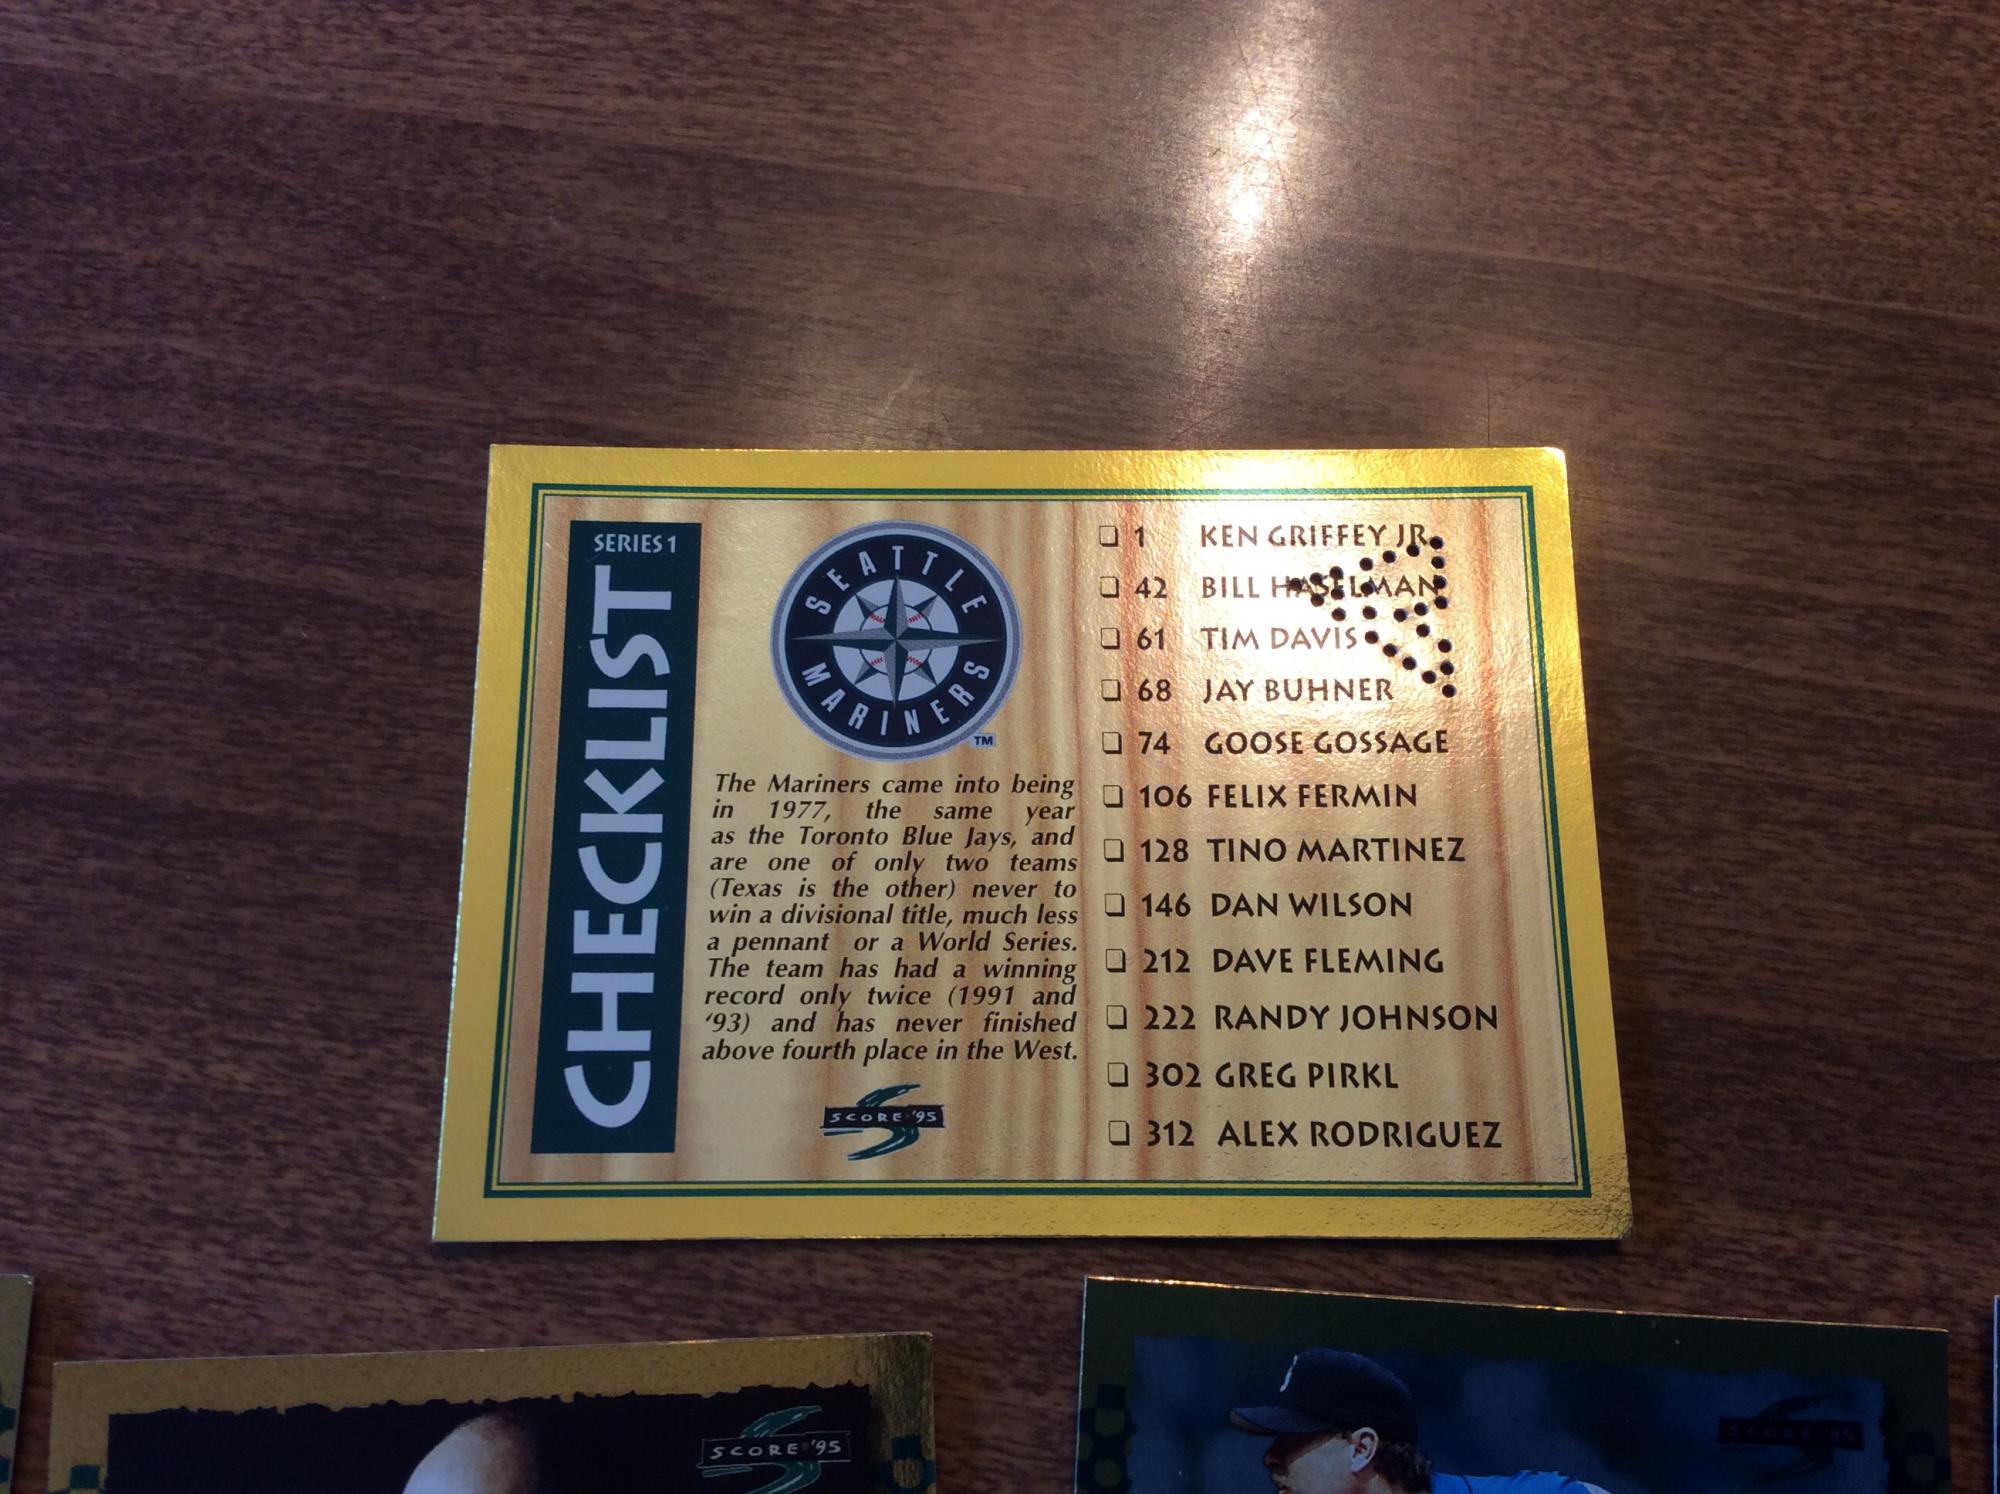 SERIES 1
CHECKLIST
SEATTLE
MARINERS
TM
The Mariners came into being
in 1977, the same year
as the Toronto Blue Jays, and
are one of only two teams
(Texas is the other) never to
win a divisional title, much less
a pennant or a World Series.
The team has had a winning
record only twice (1991 and
'93) and has never finished
above fourth place in the West.
SCORE '95
❏ 1 KEN GRIFFEY JR.
❏ 42 BILL HASELMAN
❏ 61 TIM DAVIS
❏ 68 JAY BUHNER
❏ 74 GOOSE GOSSAGE
❏ 106 FELIX FERMIN
❏ 128 TINO MARTINEZ
❏ 146 DAN WILSON
❏ 212 DAVE FLEMING
❏ 222 RANDY JOHNSON
❏ 302 GREG PIRKL
❏ 312 ALEX RODRIGUEZ
SCORE '95
SCORE '95